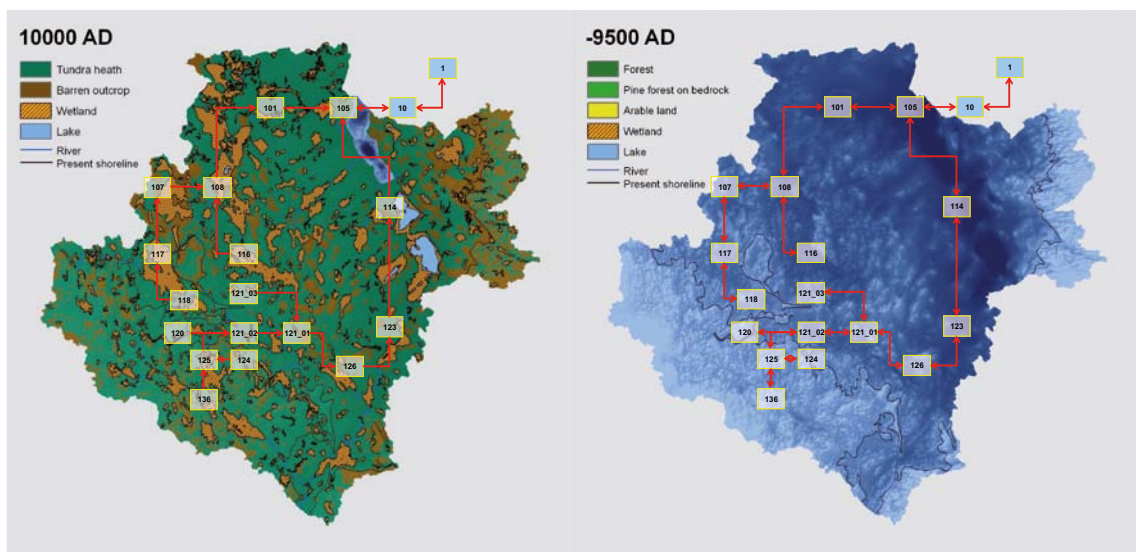 10000 AD
Tundra heath
Barren outcrop
Wetland
Lake
River
Present shoreline
1
101
105
10
107
108
114
117
116
118
121_03
120
121_02
121_01
123
125
124
126
136
-9500 AD
Forest
Pine forest on bedrock
Arable land
Wetland
Lake
River
Present shoreline
1
101
105
10
107
108
114
117
116
118
121_03
120
121_02
121_01
123
125
124
126
136